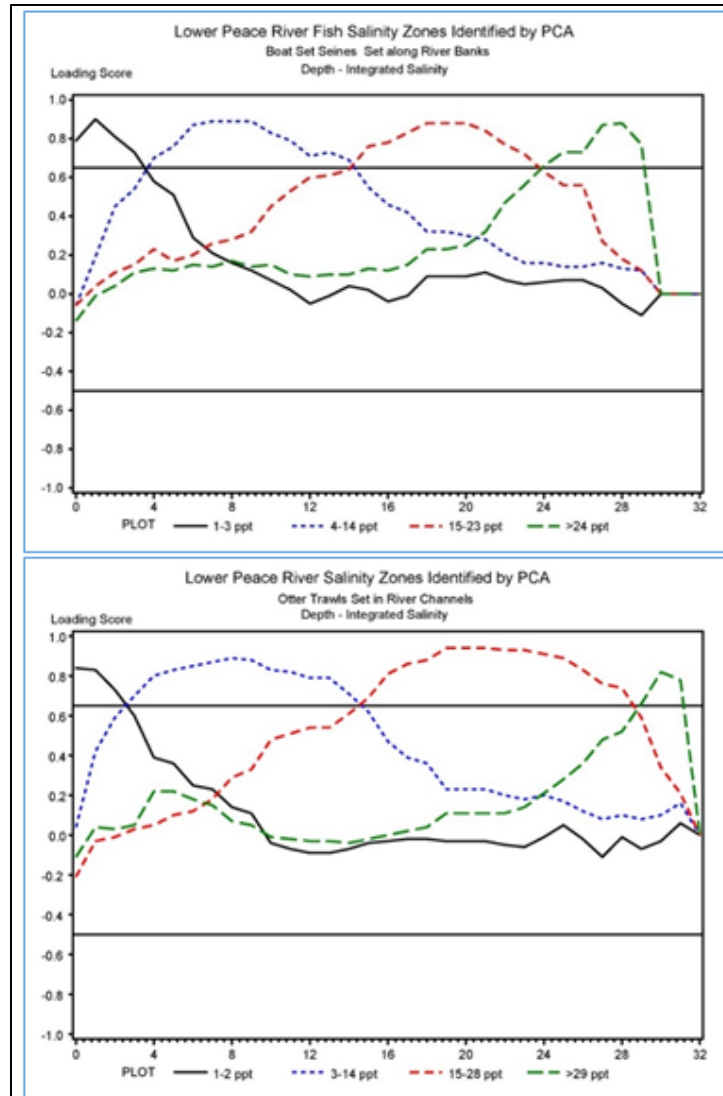 Lower Peace River Fish Salinity Zones Identified by PCA
Boat Set Seines Set along River Banks
Depth - Integrated Salinity
Loading Score
1.0
0.8
0.6
0.4
0.2
0.0
-0.2
-0.4
-0.6
-0.8
-1.0
0 4 8 12 16 20 24 28 32
PLOT 1-3 ppt 4-14 ppt 15-23 ppt >24 ppt
Lower Peace River Salinity Zones Identified by PCA
Otter Trawls Set in River Channels
Depth - Integrated Salinity
Loading Score
1.0
0.8
0.6
0.4
0.2
0.0
-0.2
-0.4
-0.6
-0.8
-1.0
0 4 8 12 16 20 24 28 32
PLOT 1-2 ppt 3-14 ppt 15-28 ppt >29 ppt